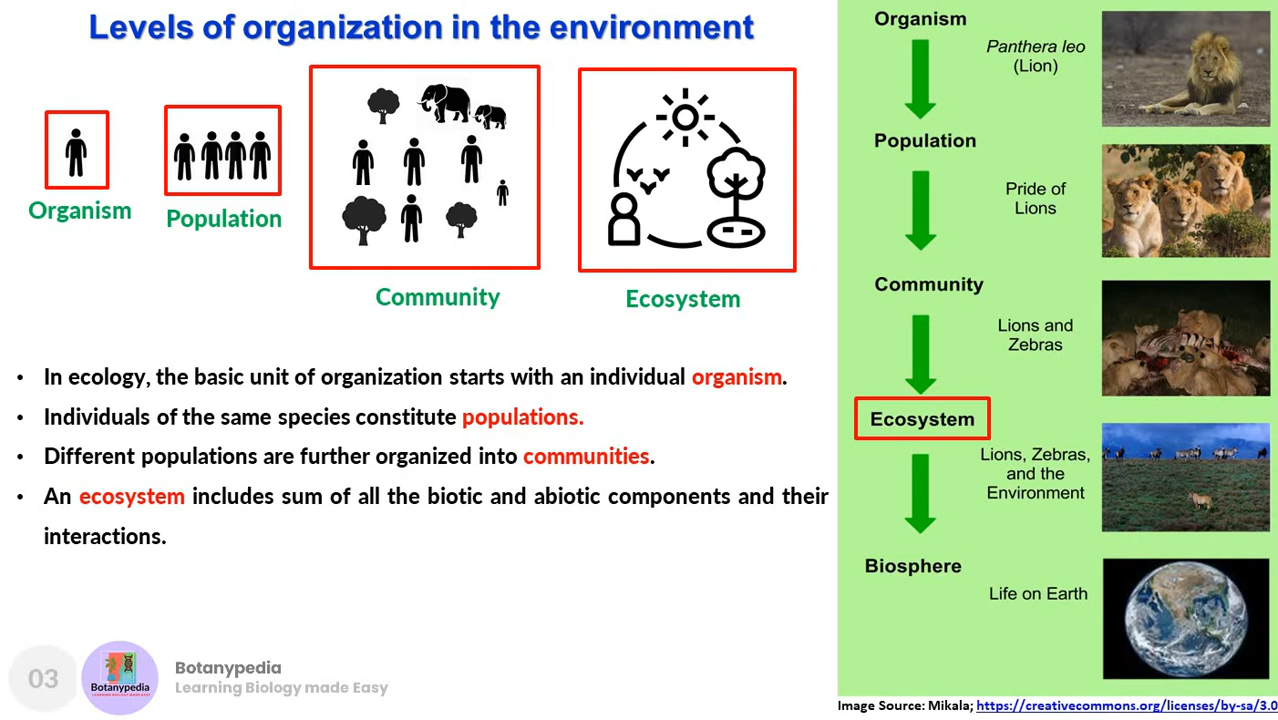 Levels of organization in the environment
Organism
Population
Community
Ecosystem
• In ecology, the basic unit of organization starts with an individual organism.
• Individuals of the same species constitute populations.
• Different populations are further organized into communities.
• An ecosystem includes sum of all the biotic and abiotic components and their
interactions.
03
Botanypedia
LEARNING BIOLOGY MADE EASY
Botanypedia
Learning Biology made Easy
Organism
Panthera leo
(Lion)
Population
Pride of
Lions
Community
Lions and
Zebras
Ecosystem
Lions, Zebras,
and the
Environment
Biosphere
Life on Earth
Image Source: Mikala; https://creativecommons.org/licenses/by-sa/3.0